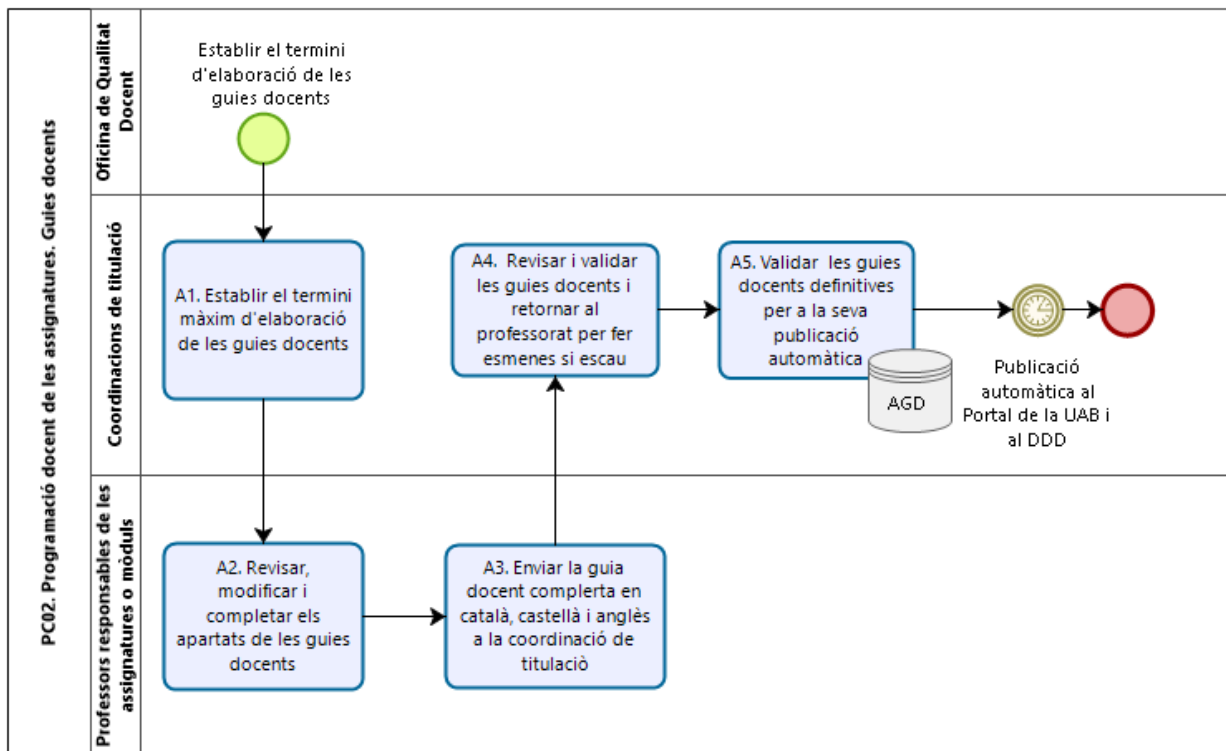 PC02. Programació docent de les assignatures. Guies docents
Oficina de Qualitat
Docent
Establir el termini
d'elaboració de les
guies docents
Coordinacions de titulació
A1. Establir el termini
màxim d'elaboració
de les guies docents
A4. Revisar i validar
les guies docents i
retornar al
professorat per fer
esmenes si escau
A5. Validar les guies
docents definitives
per a la seva
publicació
automàtica
AGD
Publicació
automàtica al
Portal de la UAB i
al DDD
Professors responsables de les
assignatures o mòduls
A2. Revisar,
modificar i
completar els
apartats de les guies
docents
A3. Enviar la guia
docent complerta en
català, castellà i anglès
a la coordinació de
titulaciò